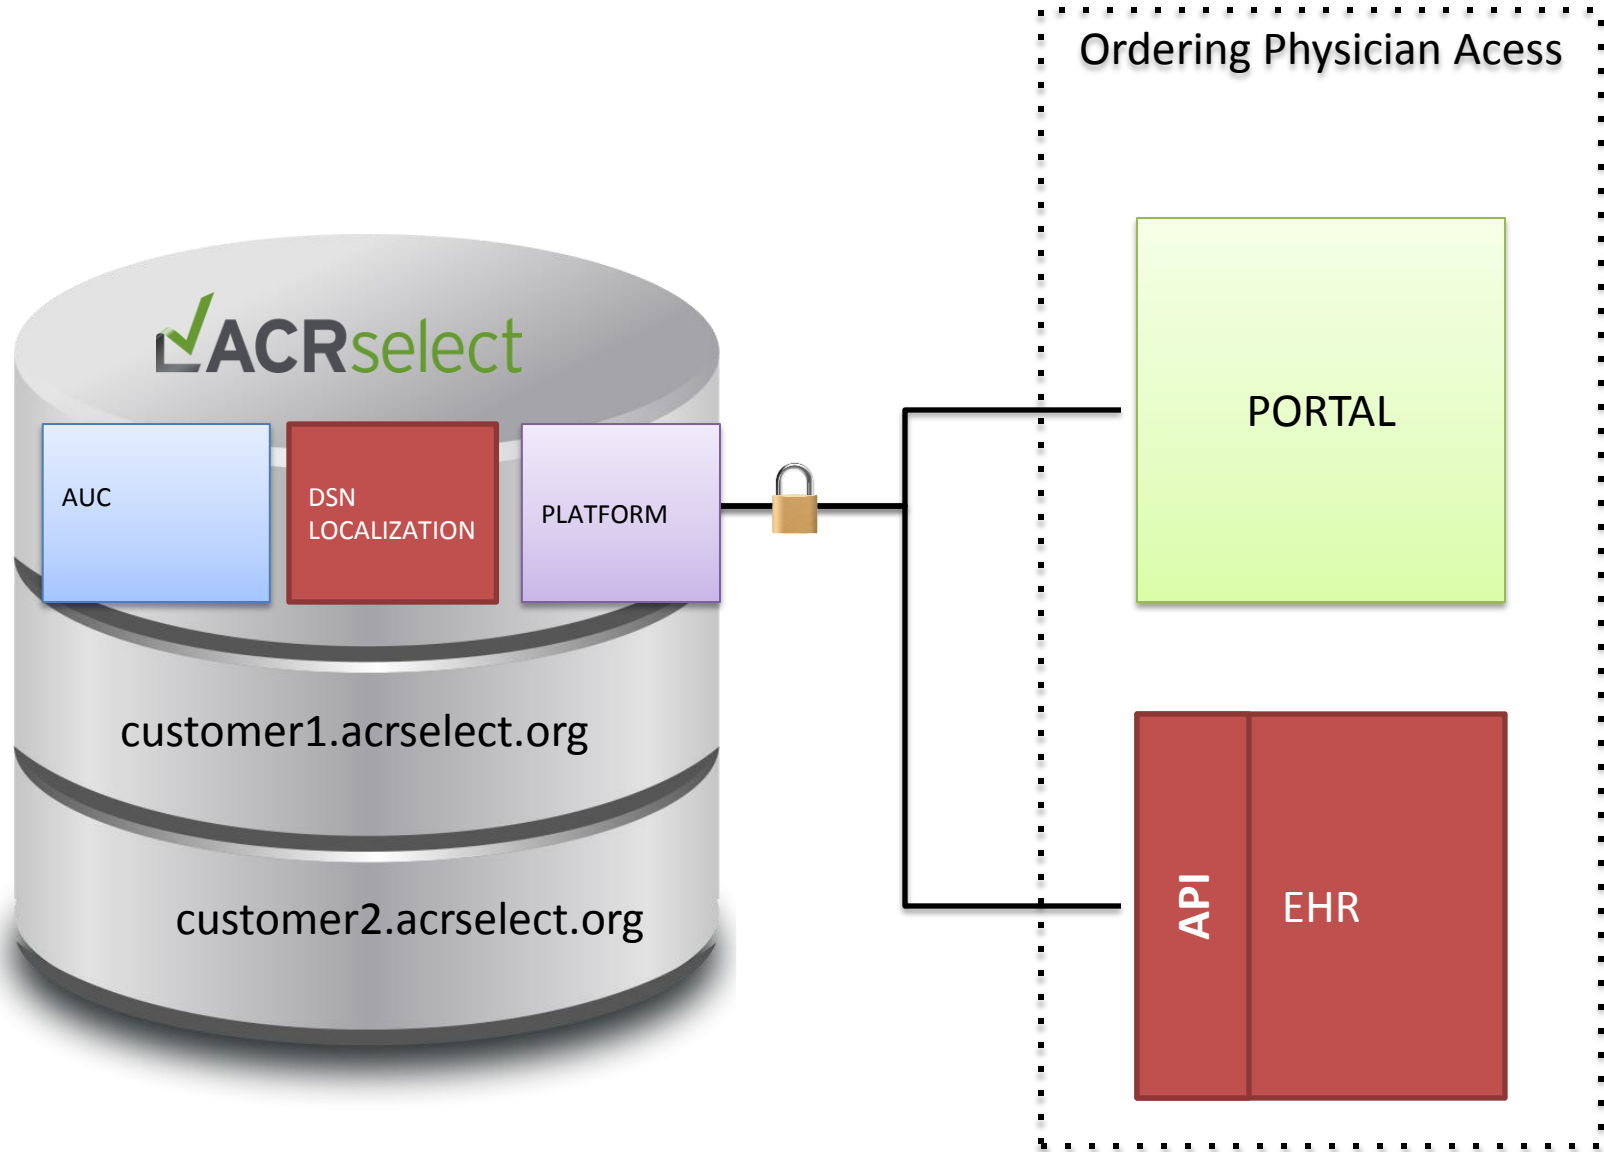 Ordering Physician Acess
ACRselect
AUC
DSN
LOCALIZATION
PLATFORM
PORTAL
customer1.acrselect.org
customer2.acrselect.org
API
EHR